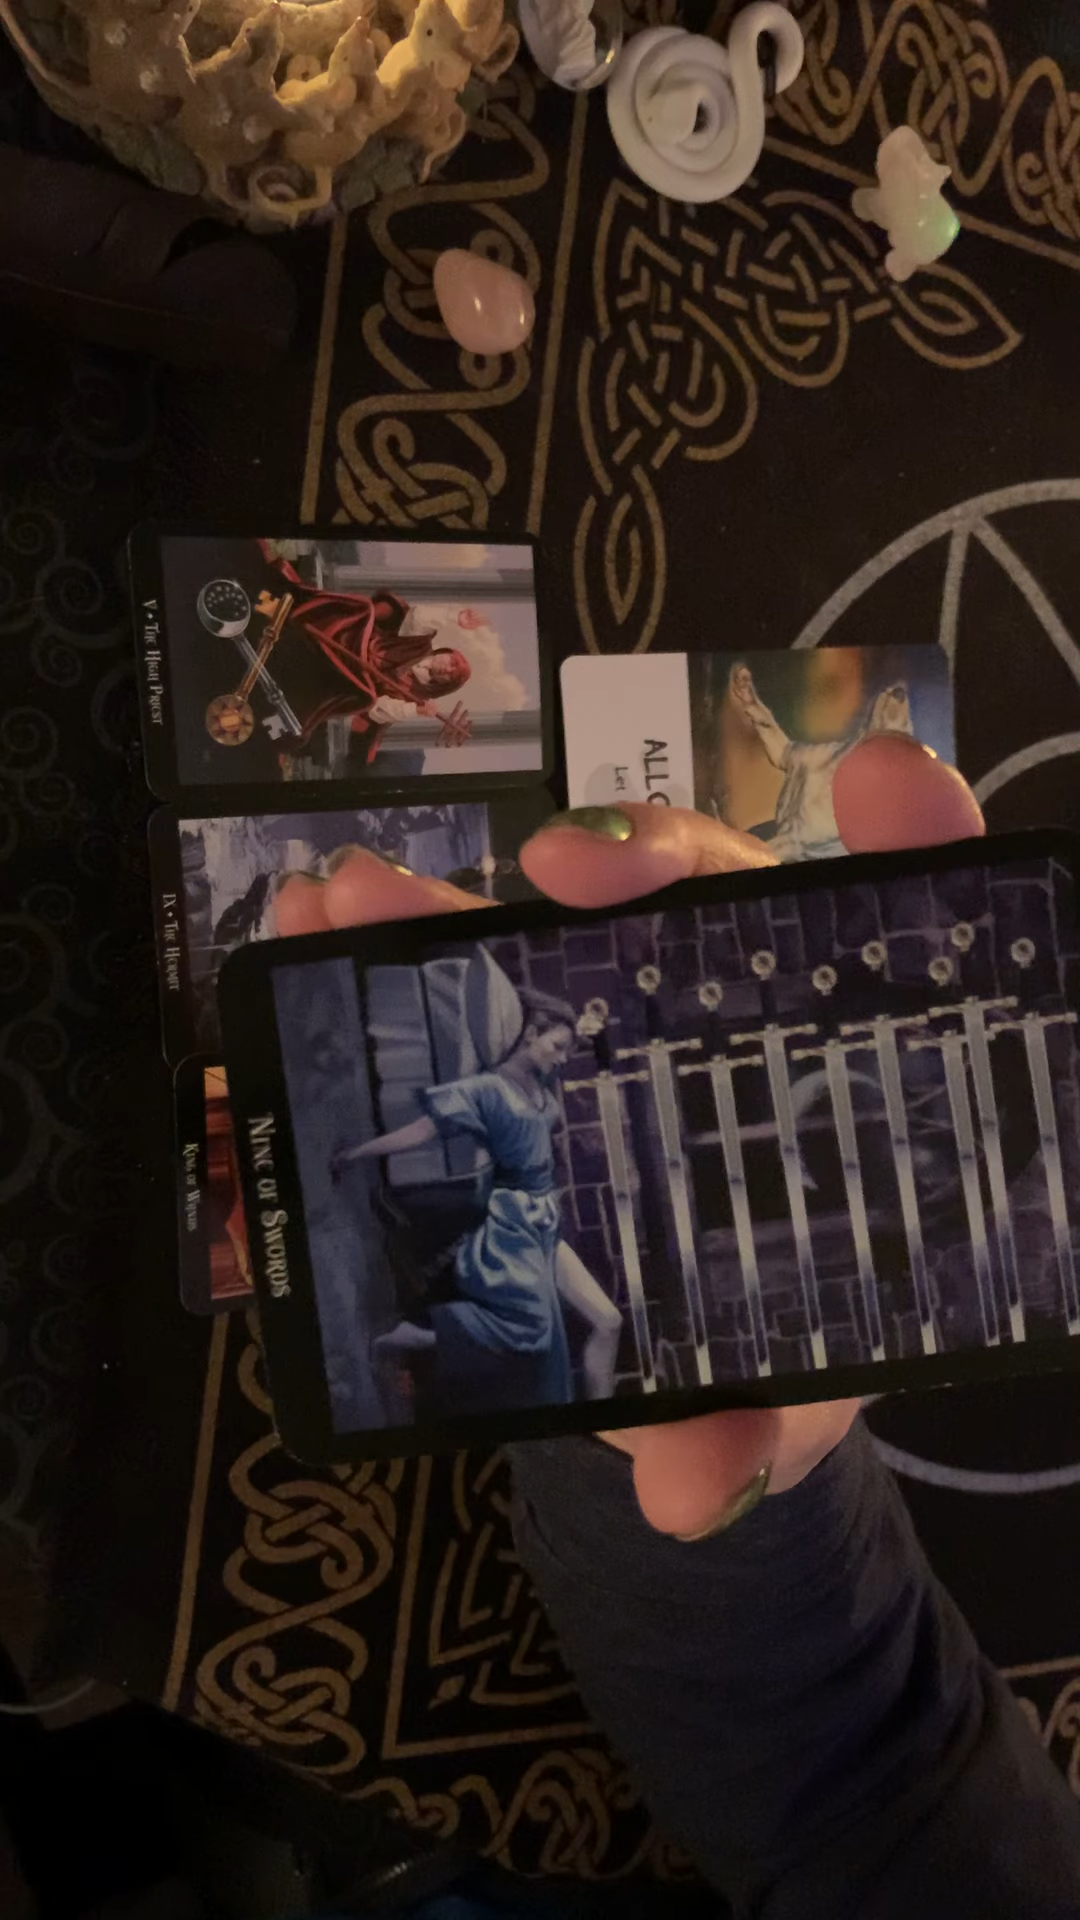 V • The High Priest
ALLO
Let
IX • The Hermit
King of Wands
Nine of Swords